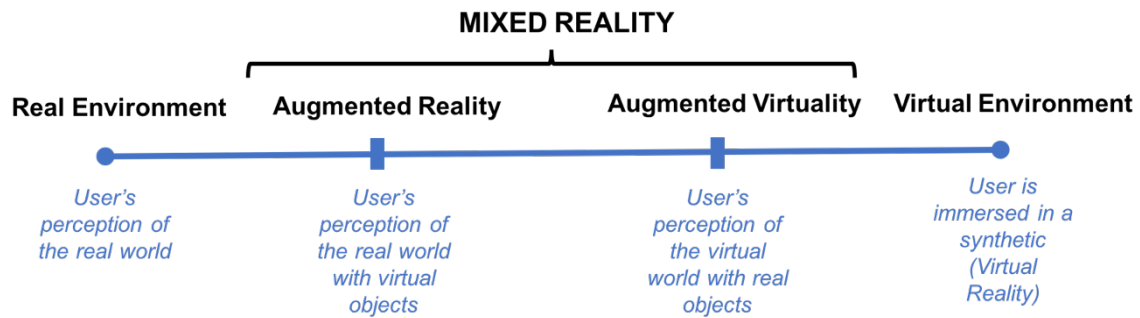 MIXED REALITY
Real Environment
Augmented Reality
Augmented Virtuality
Virtual Environment
User's
perception of
the real world
User's
perception of
the real world
with virtual
objects
User's
perception of
the virtual
world with real
objects
User is
immersed in a
synthetic
(Virtual
Reality)